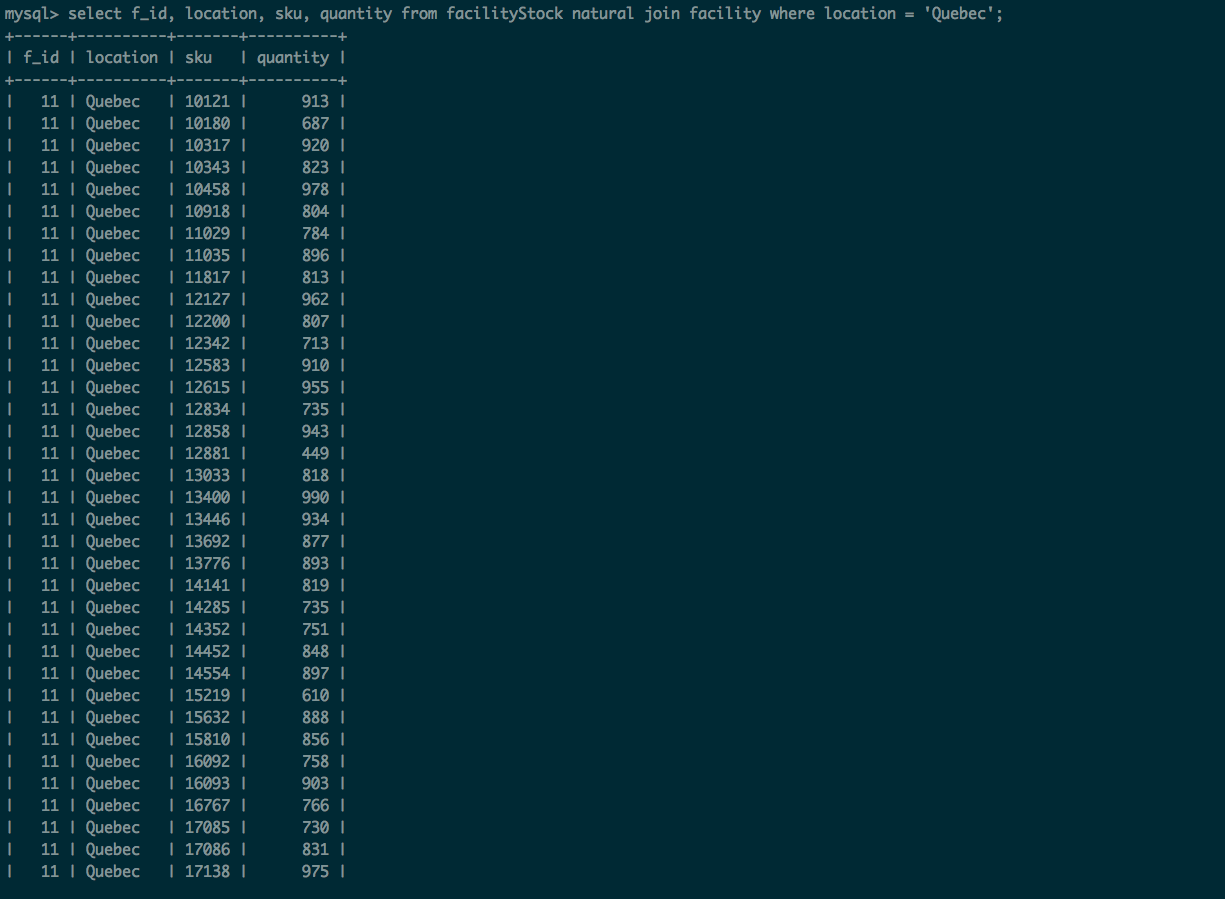 mysql> select f_id, location, sku, quantity from facilityStock natural join facility where location = 'Quebec';
+------+----------+-------+----------+
| f_id | location | sku   | quantity |
+------+----------+-------+----------+
|   11 | Quebec   | 10121 |      913 |
|   11 | Quebec   | 10180 |      687 |
|   11 | Quebec   | 10317 |      920 |
|   11 | Quebec   | 10343 |      823 |
|   11 | Quebec   | 10458 |      978 |
|   11 | Quebec   | 10918 |      804 |
|   11 | Quebec   | 11029 |      784 |
|   11 | Quebec   | 11035 |      896 |
|   11 | Quebec   | 11817 |      813 |
|   11 | Quebec   | 12127 |      962 |
|   11 | Quebec   | 12200 |      807 |
|   11 | Quebec   | 12342 |      713 |
|   11 | Quebec   | 12583 |      910 |
|   11 | Quebec   | 12615 |      955 |
|   11 | Quebec   | 12834 |      735 |
|   11 | Quebec   | 12858 |      943 |
|   11 | Quebec   | 12881 |      449 |
|   11 | Quebec   | 13033 |      818 |
|   11 | Quebec   | 13400 |      990 |
|   11 | Quebec   | 13446 |      934 |
|   11 | Quebec   | 13692 |      877 |
|   11 | Quebec   | 13776 |      893 |
|   11 | Quebec   | 14141 |      819 |
|   11 | Quebec   | 14285 |      735 |
|   11 | Quebec   | 14352 |      751 |
|   11 | Quebec   | 14452 |      848 |
|   11 | Quebec   | 14554 |      897 |
|   11 | Quebec   | 15219 |      610 |
|   11 | Quebec   | 15632 |      888 |
|   11 | Quebec   | 15810 |      856 |
|   11 | Quebec   | 16092 |      758 |
|   11 | Quebec   | 16093 |      903 |
|   11 | Quebec   | 16767 |      766 |
|   11 | Quebec   | 17085 |      730 |
|   11 | Quebec   | 17086 |      831 |
|   11 | Quebec   | 17138 |      975 |